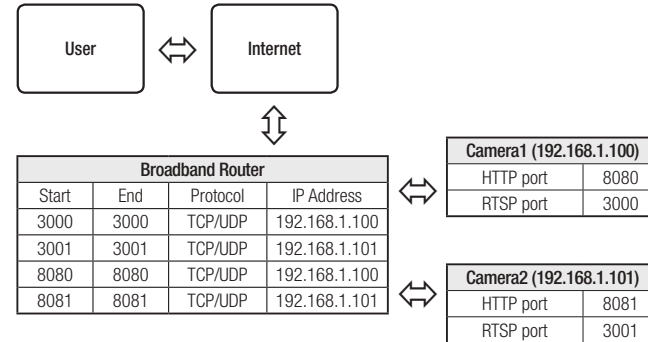 User
Internet
Broadband Router
Start End Protocol IP Address
3000 3000 TCP/UDP 192.168.1.100
3001 3001 TCP/UDP 192.168.1.101
8080 8080 TCP/UDP 192.168.1.100
8081 8081 TCP/UDP 192.168.1.101
Camera1 (192.168.1.100)
HTTP port 8080
RTSP port 3000
Camera2 (192.168.1.101)
HTTP port 8081
RTSP port 3001